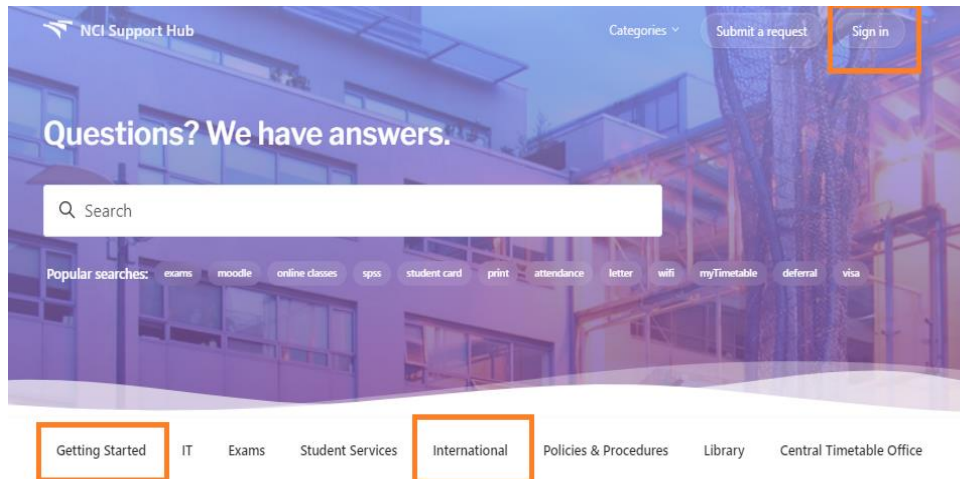 NCI Support Hub Categories Submit a request Sign in
Questions? We have answers.
Search
Popular searches: exams moodle online classes spss student card print attendance letter wifi myTimetable deferral visa
Getting Started IT Exams Student Services International Policies & Procedures Library Central Timetable Office